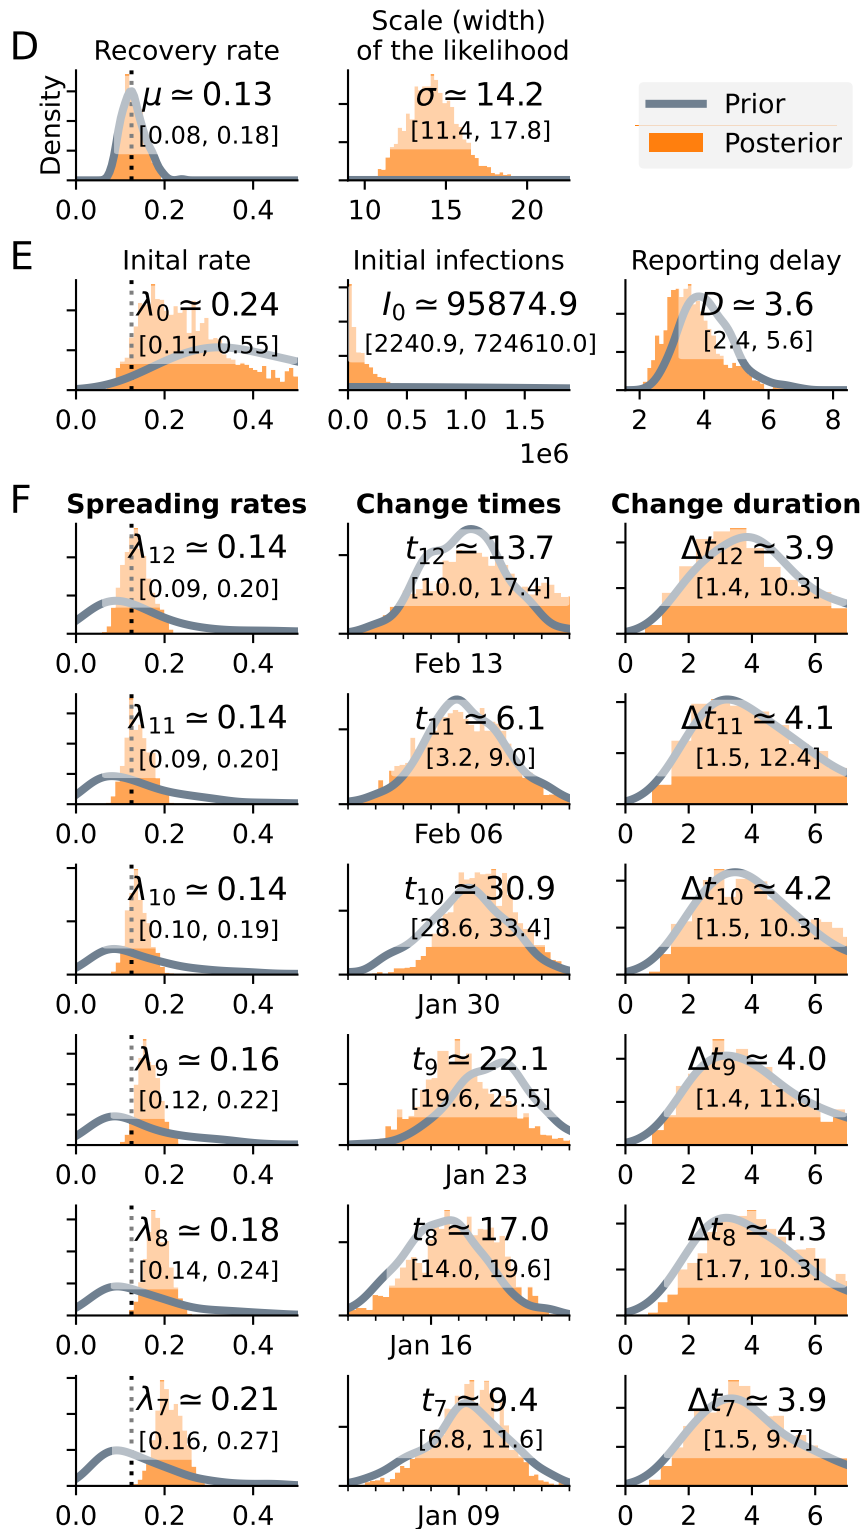 D
Recovery rate
Scale (width)
of the likelihood
Density
μ ≃ 0.13
[0.08, 0.18]
σ ≃ 14.2
[11.4, 17.8]
Prior
Posterior
0.0 0.2 0.4
10 15 20
E
Inital rate
Initial infections
Reporting delay
λ0 ≃ 0.24
[0.11, 0.55]
I0 ≃ 95874.9
[2240.9, 724610.0]
D ≃ 3.6
[2.4, 5.6]
0.0 0.2 0.4
0.0 0.5 1.0 1.5
1e6
2 4 6 8
F
Spreading rates
Change times
Change duration
λ12 ≃ 0.14
[0.09, 0.20]
t12 ≃ 13.7
[10.0, 17.4]
Δt12 ≃ 3.9
[1.4, 10.3]
0.0 0.2 0.4
Feb 13
0 2 4 6
λ11 ≃ 0.14
[0.09, 0.20]
t11 ≃ 6.1
[3.2, 9.0]
Δt11 ≃ 4.1
[1.5, 12.4]
0.0 0.2 0.4
Feb 06
0 2 4 6
λ10 ≃ 0.14
[0.10, 0.19]
t10 ≃ 30.9
[28.6, 33.4]
Δt10 ≃ 4.2
[1.5, 10.3]
0.0 0.2 0.4
Jan 30
0 2 4 6
λ9 ≃ 0.16
[0.12, 0.22]
t9 ≃ 22.1
[19.6, 25.5]
Δt9 ≃ 4.0
[1.4, 11.6]
0.0 0.2 0.4
Jan 23
0 2 4 6
λ8 ≃ 0.18
[0.14, 0.24]
t8 ≃ 17.0
[14.0, 19.6]
Δt8 ≃ 4.3
[1.7, 10.3]
0.0 0.2 0.4
Jan 16
0 2 4 6
λ7 ≃ 0.21
[0.16, 0.27]
t7 ≃ 9.4
[6.8, 11.6]
Δt7 ≃ 3.9
[1.5, 9.7]
0.0 0.2 0.4
Jan 09
0 2 4 6